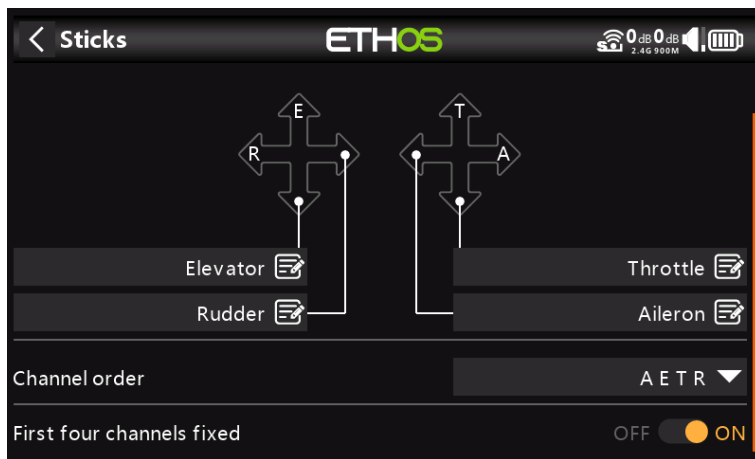 Sticks
ETHOS
0dB 0dB
2.4G 900M
E
R
T
A
Elevator
Throttle
Rudder
Aileron
Channel order
A E T R
First four channels fixed
OFF ON